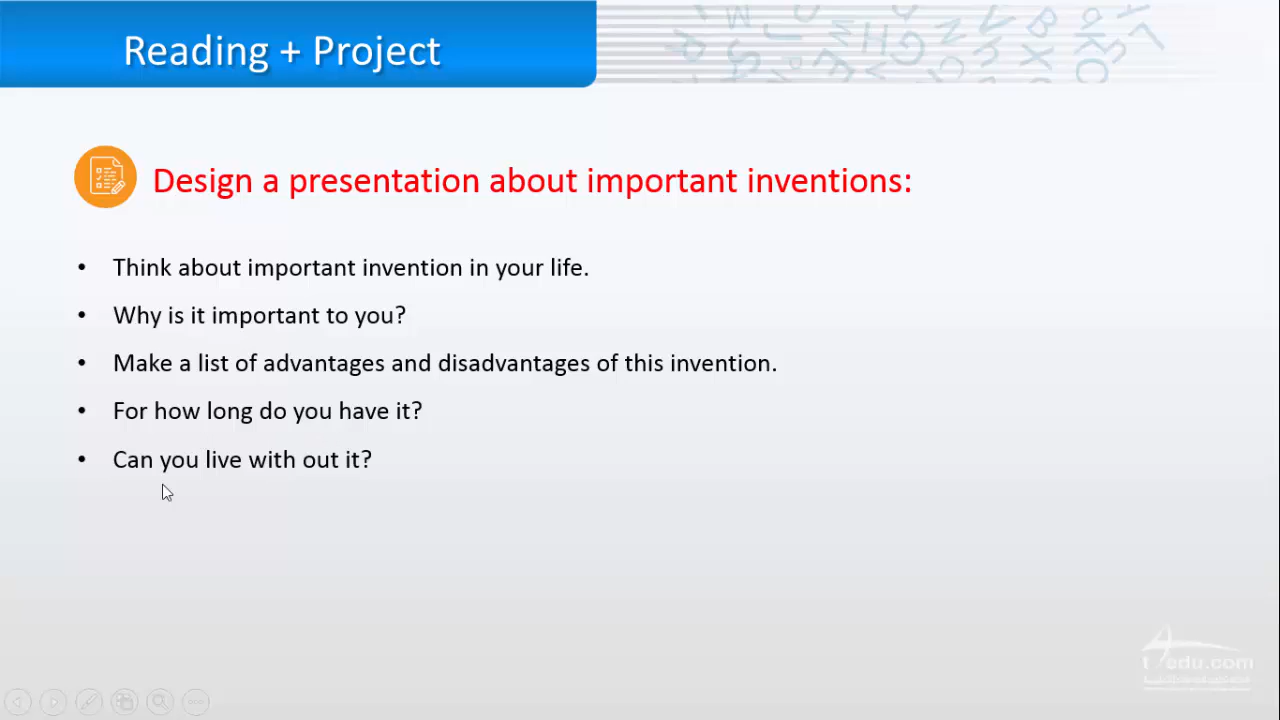 Reading + Project
Design a presentation about important inventions:
• Think about important invention in your life.
• Why is it important to you?
• Make a list of advantages and disadvantages of this invention.
• For how long do you have it?
• Can you live with out it?